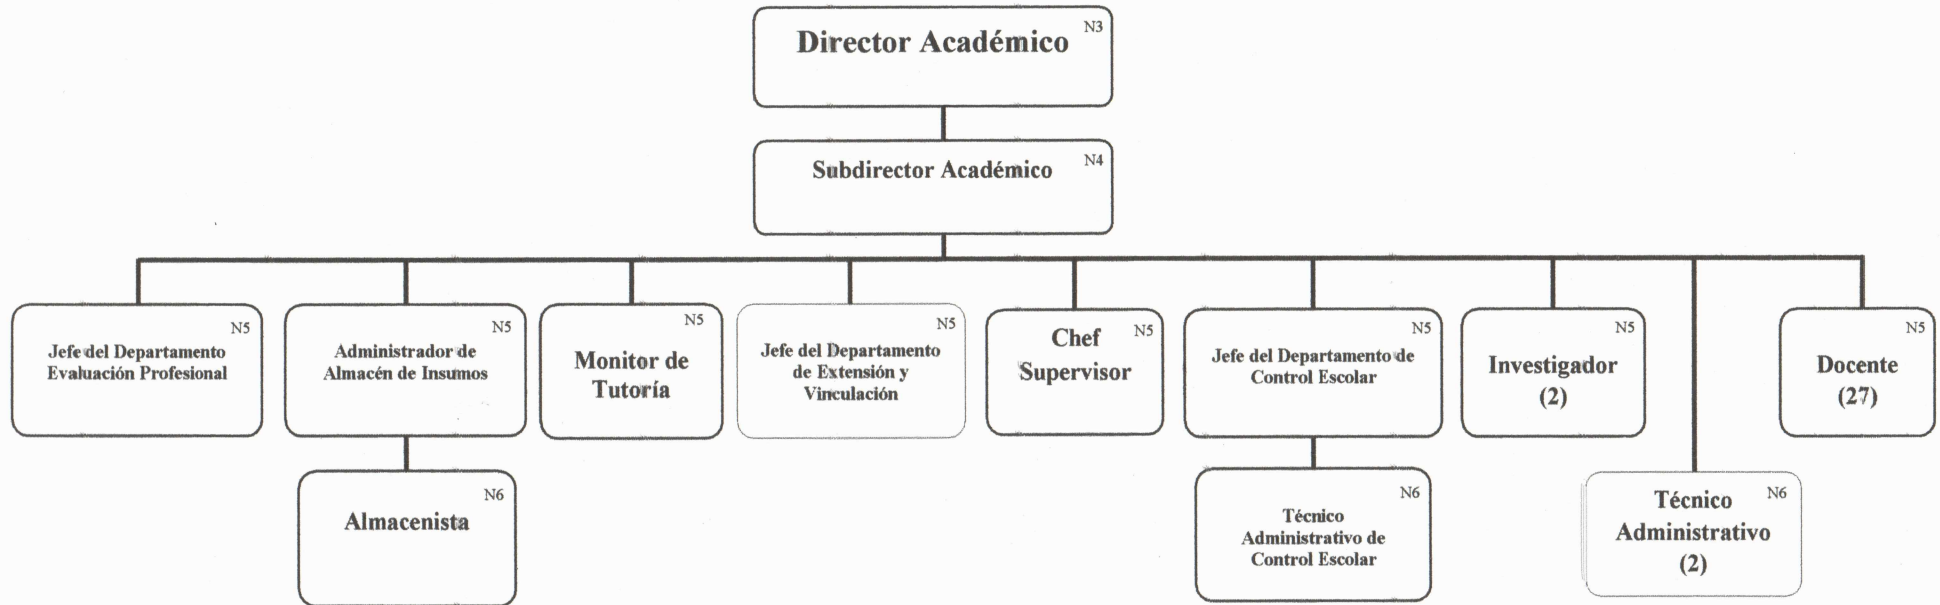 Director Académico N3
Subdirector Académico N4
N5
Jefe del Departamento
Evaluación Profesional
N5
Administrador de
Almacén de Insumos
N5
Monitor de
Tutoría
N5
Jefe del Departamento
de Extensión y
Vinculación
Chef N5
Supervisor
N5
Jefe del Departamento de
Control Escolar
N5
Investigador
(2)
N5
Docente
(27)
N6
Almacenista
N6
Técnico
Administrativo de
Control Escolar
Técnico N6
Administrativo
(2)